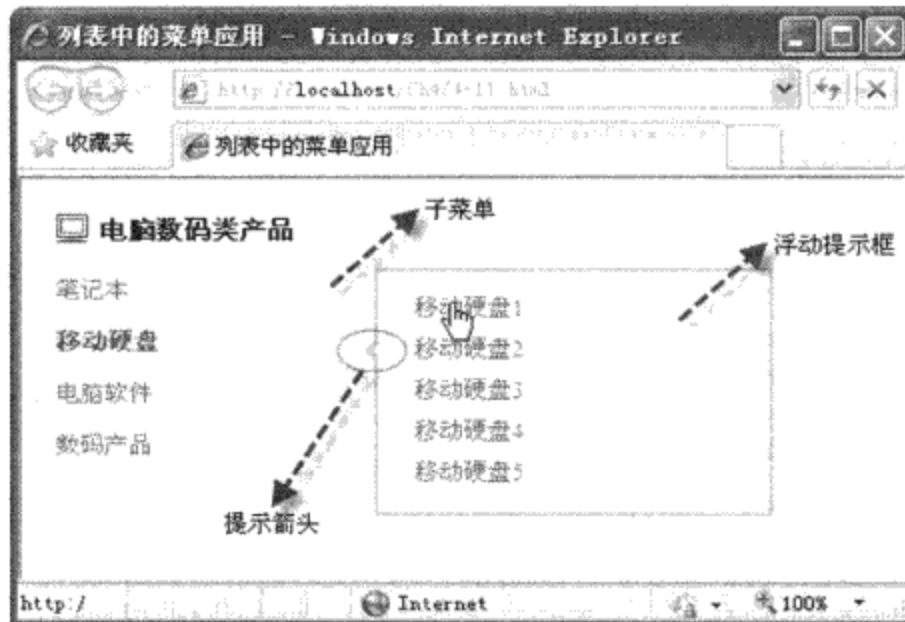 列表中的菜单应用 - Windows Internet Explorer
http://localhost/Ch4/4-11.html
收藏夹
列表中的菜单应用
子菜单
电脑数码类产品
浮动提示框
笔记本
移动硬盘1
移动硬盘
移动硬盘2
电脑软件
移动硬盘3
移动硬盘4
数码产品
移动硬盘5
提示箭头
http:/
Internet
100%